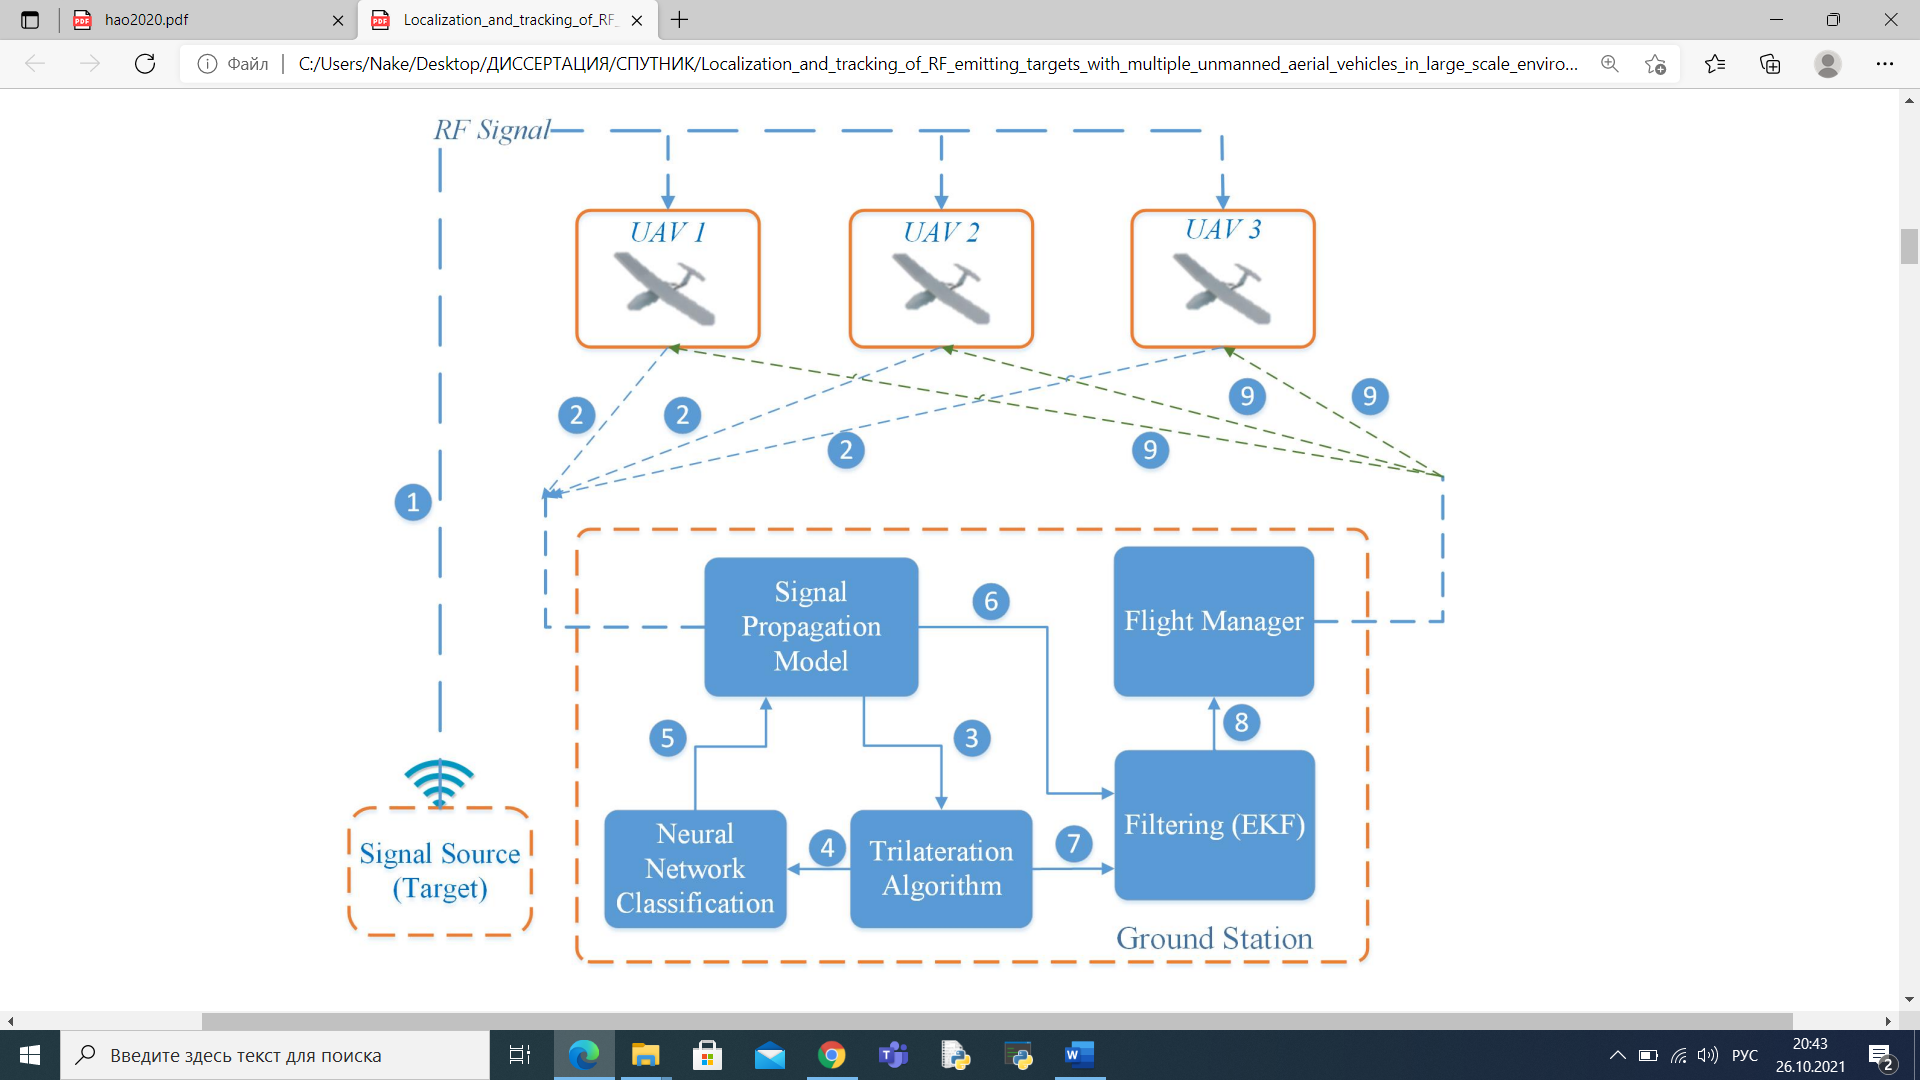 hao2020.pdf
Localization_and_tracking_of_RF_
Файл
C:/Users/Nake/Desktop/ДИССЕРТАЦИЯ/СПУТНИК/Localization_and_tracking_of_RF_emitting_targets_with_multiple_unmanned_aerial_vehicles_in_large_scale_enviro...
RF Signal
UAV 1
UAV 2
UAV 3
2
2
2
9
9
9
1
Signal
Propagation
Model
6
Flight Manager
5
3
8
Neural
Network
Classification
4
Trilateration
Algorithm
7
Filtering (EKF)
Signal Source
(Target)
Ground Station
Введите здесь текст для поиска
РУС
20:43
26.10.2021
2